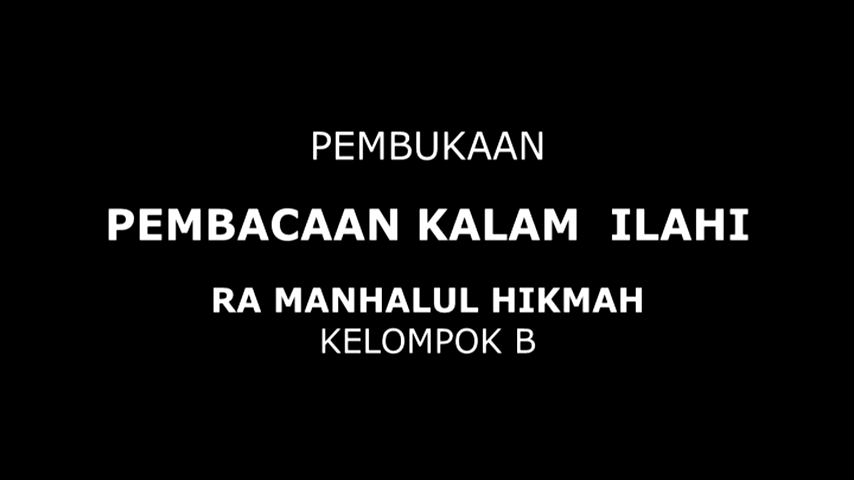 PEMBUKAAN
PEMBACAAN KALAM ILAHI
RA MANHALUL HIKMAH
KELOMPOK B